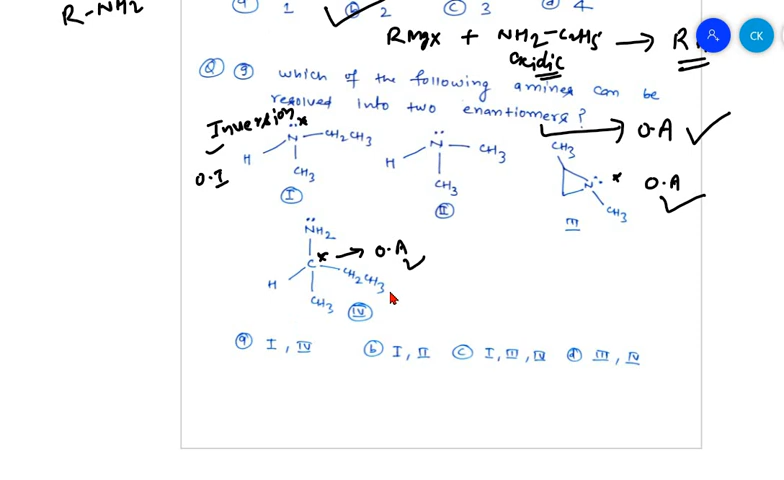 R-NH2
1
b 2
c 3
d 4
RMgx + NH2-C2H5 → R
oxidic
CK
Q 9 which of the following amines can be
resolved into two enantiomers?
Inversion
→ O.A
N CH2CH3
H
CH3
I
O.I
N CH3
H
CH3
II
CH3
N
CH3
III
O.A
NH2
C → O.A
H
CH2CH3
CH3
IV
a I, IV b I, II c I, III, IV d III, IV